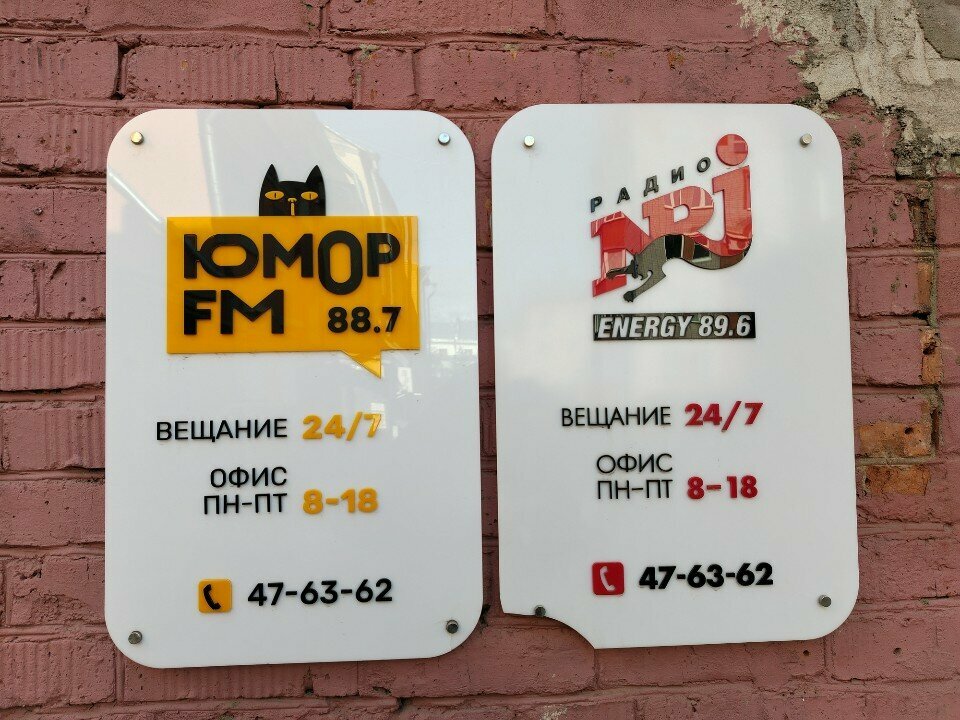 ЮМОР
FM 88.7
ВЕЩАНИЕ 24/7
ОФИС
ПН-ПТ 8-18
47-63-62
РАДИО
NRJ
ENERGY 89.6
ВЕЩАНИЕ 24/7
ОФИС
ПН-ПТ 8-18
47-63-62